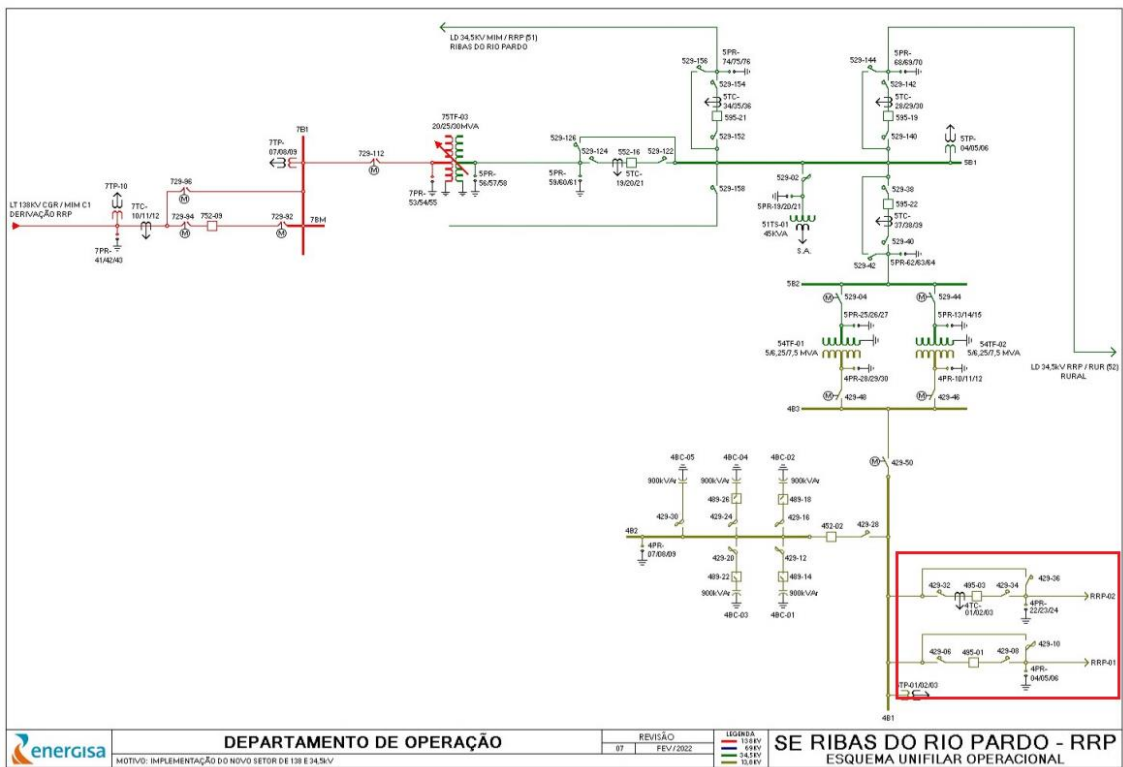 LD 34,5KV MIM / RRP (51)
RIBAS DO RIO PARDO
529-156
5PR-
74/75/76
529-154
5TC-
34/35/36
595-21
529-152
529-158
529-144
5PR-
68/69/70
529-142
5TC-
28/29/30
595-19
529-140
5TP-
04/05/06
5B1
75TF-03
20/25/30MVA
7B1
7TP-
07/08/09
729-112
7PR-
53/54/55
5PR-
56/57/58
529-126
529-124
552-16
529-122
5PR-
59/60/61
5TC-
19/20/21
529-02
5PR-19/20/21
51TS-01
45KVA
S.A.
529-38
595-22
5TC-
37/38/39
529-40
529-42
5PR-62/63/64
LT 138KV CGR / MIM C1
DERIVAÇÃO RRP
7TP-10
7TC-
10/11/12
729-96
M
729-94
M
752-09
729-92
M
7BM
7PR-
41/42/43
M
5B2
M
529-04
M
529-44
5PR-25/26/27
5PR-13/14/15
54TF-01
5/6,25/7,5 MVA
54TF-02
5/6,25/7,5 MVA
4PR-28/29/30
4PR-10/11/12
M
429-48
M
429-46
4B3
LD 34,5kV RRP / RUR (52)
RURAL
M
429-50
4BC-05
4BC-04
4BC-02
900kVAr
900kVAr
900kVAr
489-26
489-18
429-30
429-24
429-16
4B2
452-02
429-28
4PR-
07/08/09
429-20
429-12
489-22
489-14
900kVAr
900kVAr
4BC-03
4BC-01
429-32
495-03
429-34
429-36
4TC-
01/02/03
4PR-
22/23/24
RRP-02
429-06
495-01
429-08
429-10
4PR-
04/05/06
RRP-01
TP-01/02/03
4B1
energisa
DEPARTAMENTO DE OPERAÇÃO
MOTIVO: IMPLEMENTAÇÃO DO NOVO SETOR DE 138 E 34,5kV
REVISÃO
07
FEV/2022
LEGENDA
138KV
69KV
34,5KV
13,8KV
SE RIBAS DO RIO PARDO - RRP
ESQUEMA UNIFILAR OPERACIONAL